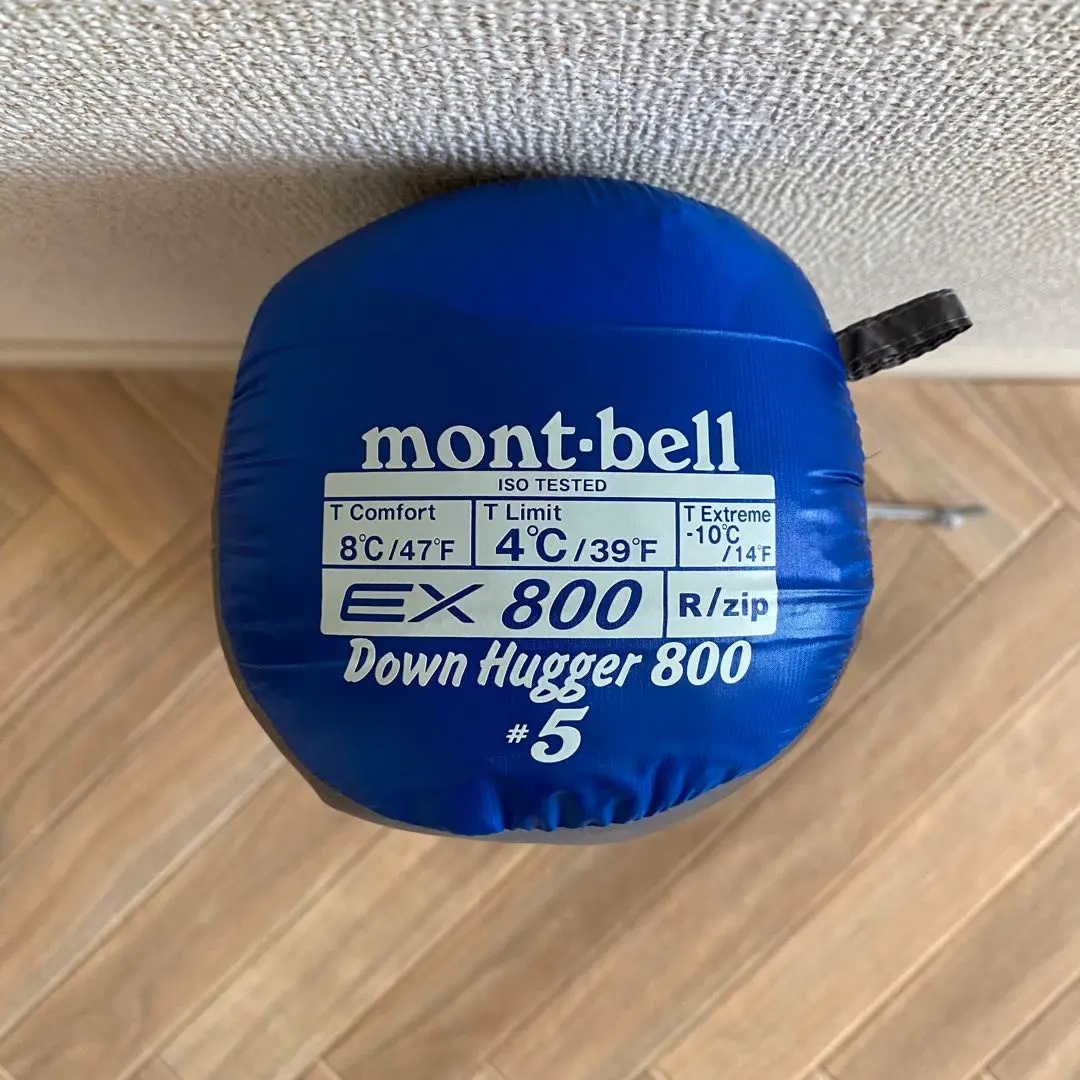 mont-bell
ISO TESTED
T Comfort T Limit T Extreme
8℃/47℉ 4℃/39℉ -10℃/14℉
EX 800 R/zip
Down Hugger 800
#5